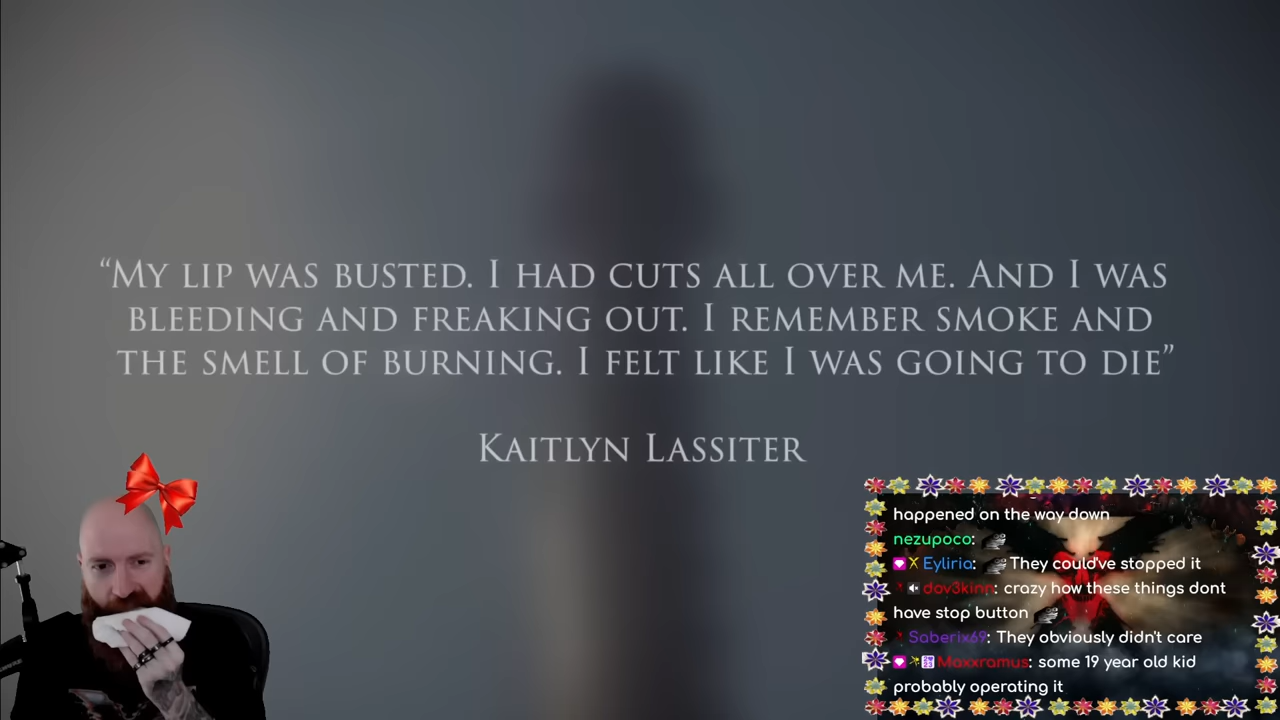 “My lip was busted. I had cuts all over me. And I was
bleeding and freaking out. I remember smoke and
the smell of burning. I felt like I was going to die”
Kaitlyn Lassiter
happened on the way down
nezupoco:
Eyliria: They could've stopped it
dov3kinn: crazy how these things dont
have stop button
Saberix69: They obviously didn't care
Maxxramus: some 19 year old kid
probably operating it